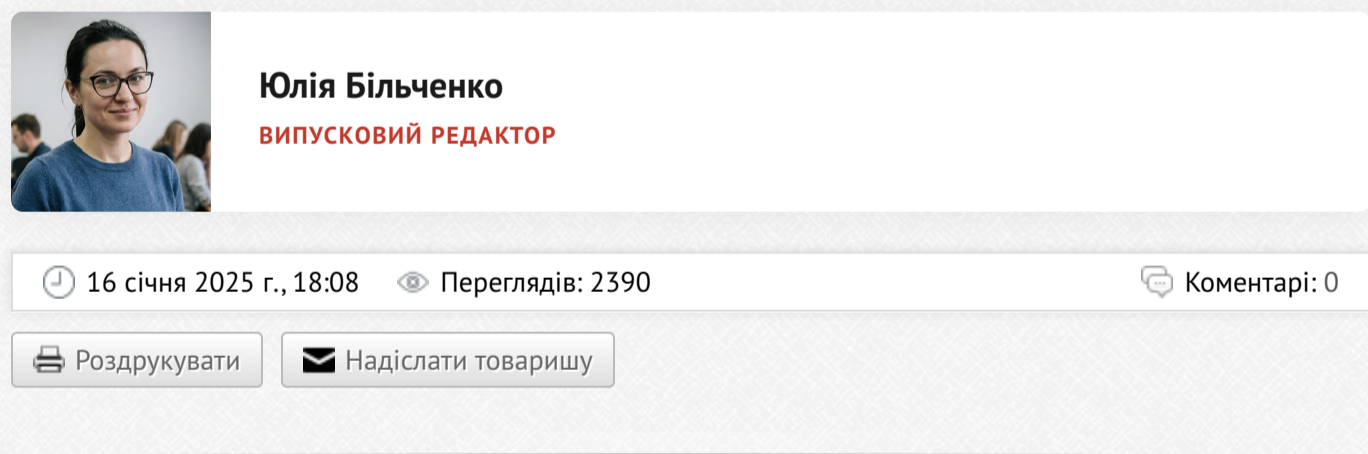 Юлія Більченко
ВИПУСКОВИЙ РЕДАКТОР
16 січня 2025 г., 18:08 Переглядів: 2390 Коментарі: 0
Роздрукувати Надіслати товаришу